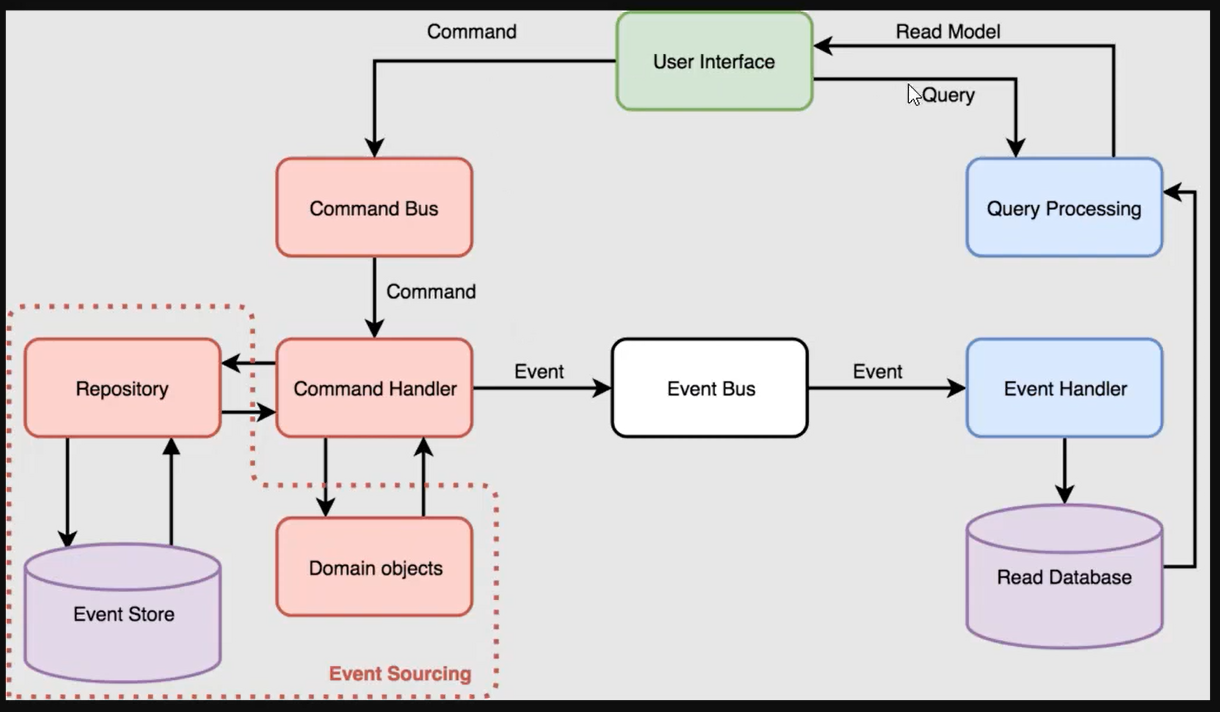 Command
User Interface
Read Model
Query
Command Bus
Query Processing
Command
Repository
Command Handler
Event
Event Bus
Event
Event Handler
Domain objects
Read Database
Event Store
Event Sourcing